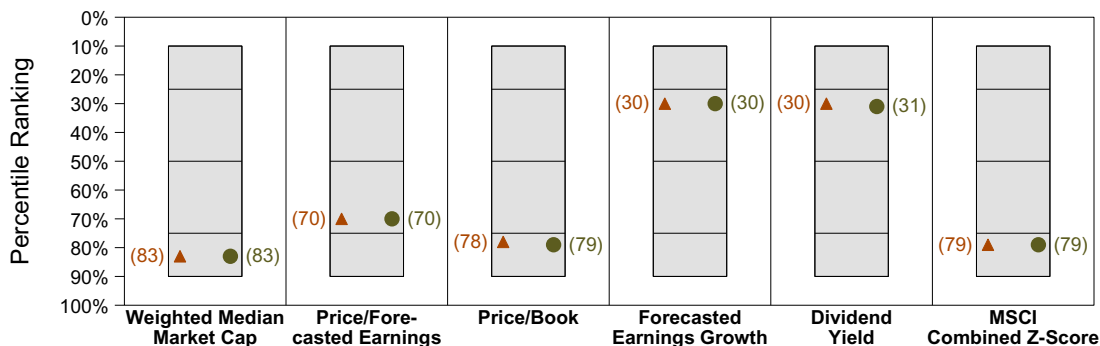 Percentile Ranking
0%
10%
20%
30%
40%
50%
60%
70%
80%
90%
100%
(83) (83)
(70) (70)
(78) (79)
(30) (30)
(30) (31)
(79) (79)
Weighted Median
Market Cap
Price/Fore-
casted Earnings
Price/Book
Forecasted
Earnings Growth
Dividend
Yield
MSCI
Combined Z-Score